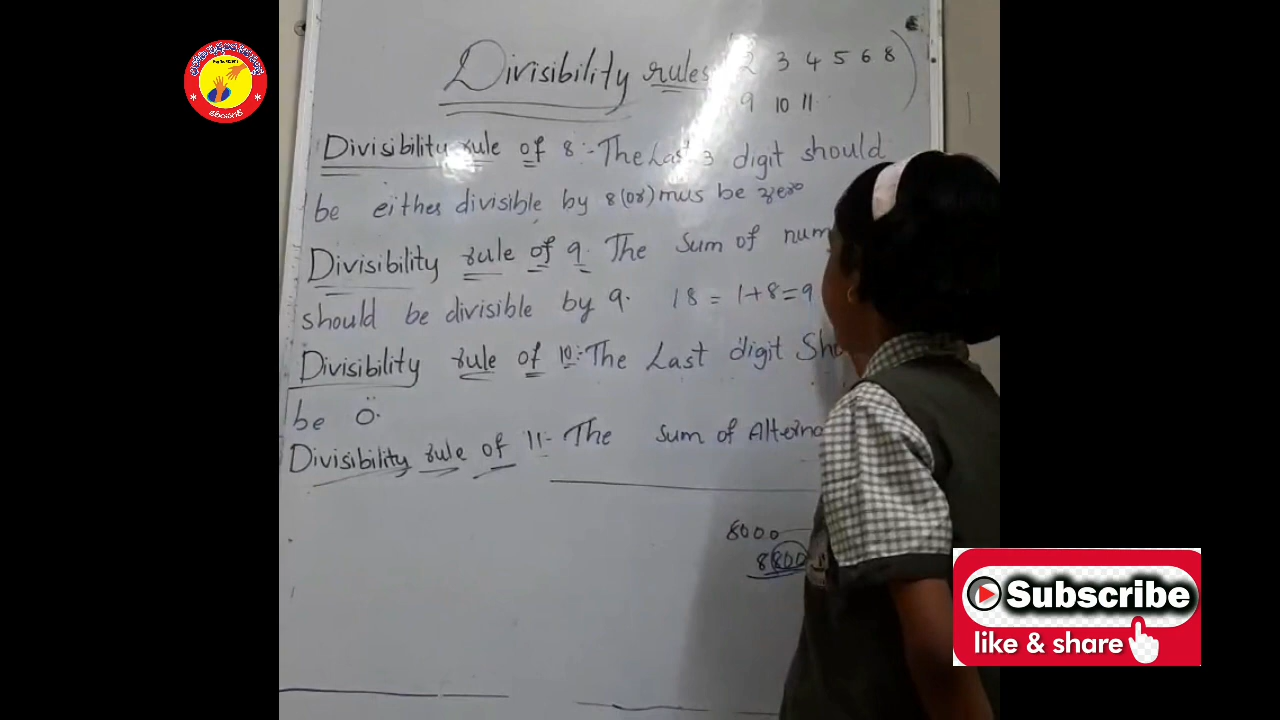 Divisibility rules 2 3 4 5 6 8
9 10 11
Divisibility rule of 8:- The Last 3 digit should
be either divisible by 8 (or) mus be zero
Divisibility rule of 9. The sum of num
should be divisible by 9. 18 = 1+8=9
Divisibility rule of 10:- The Last digit Sho
be 0.
Divisibility rule of 11:- The sum of Alterna
8000
8800
Subscribe
like & share